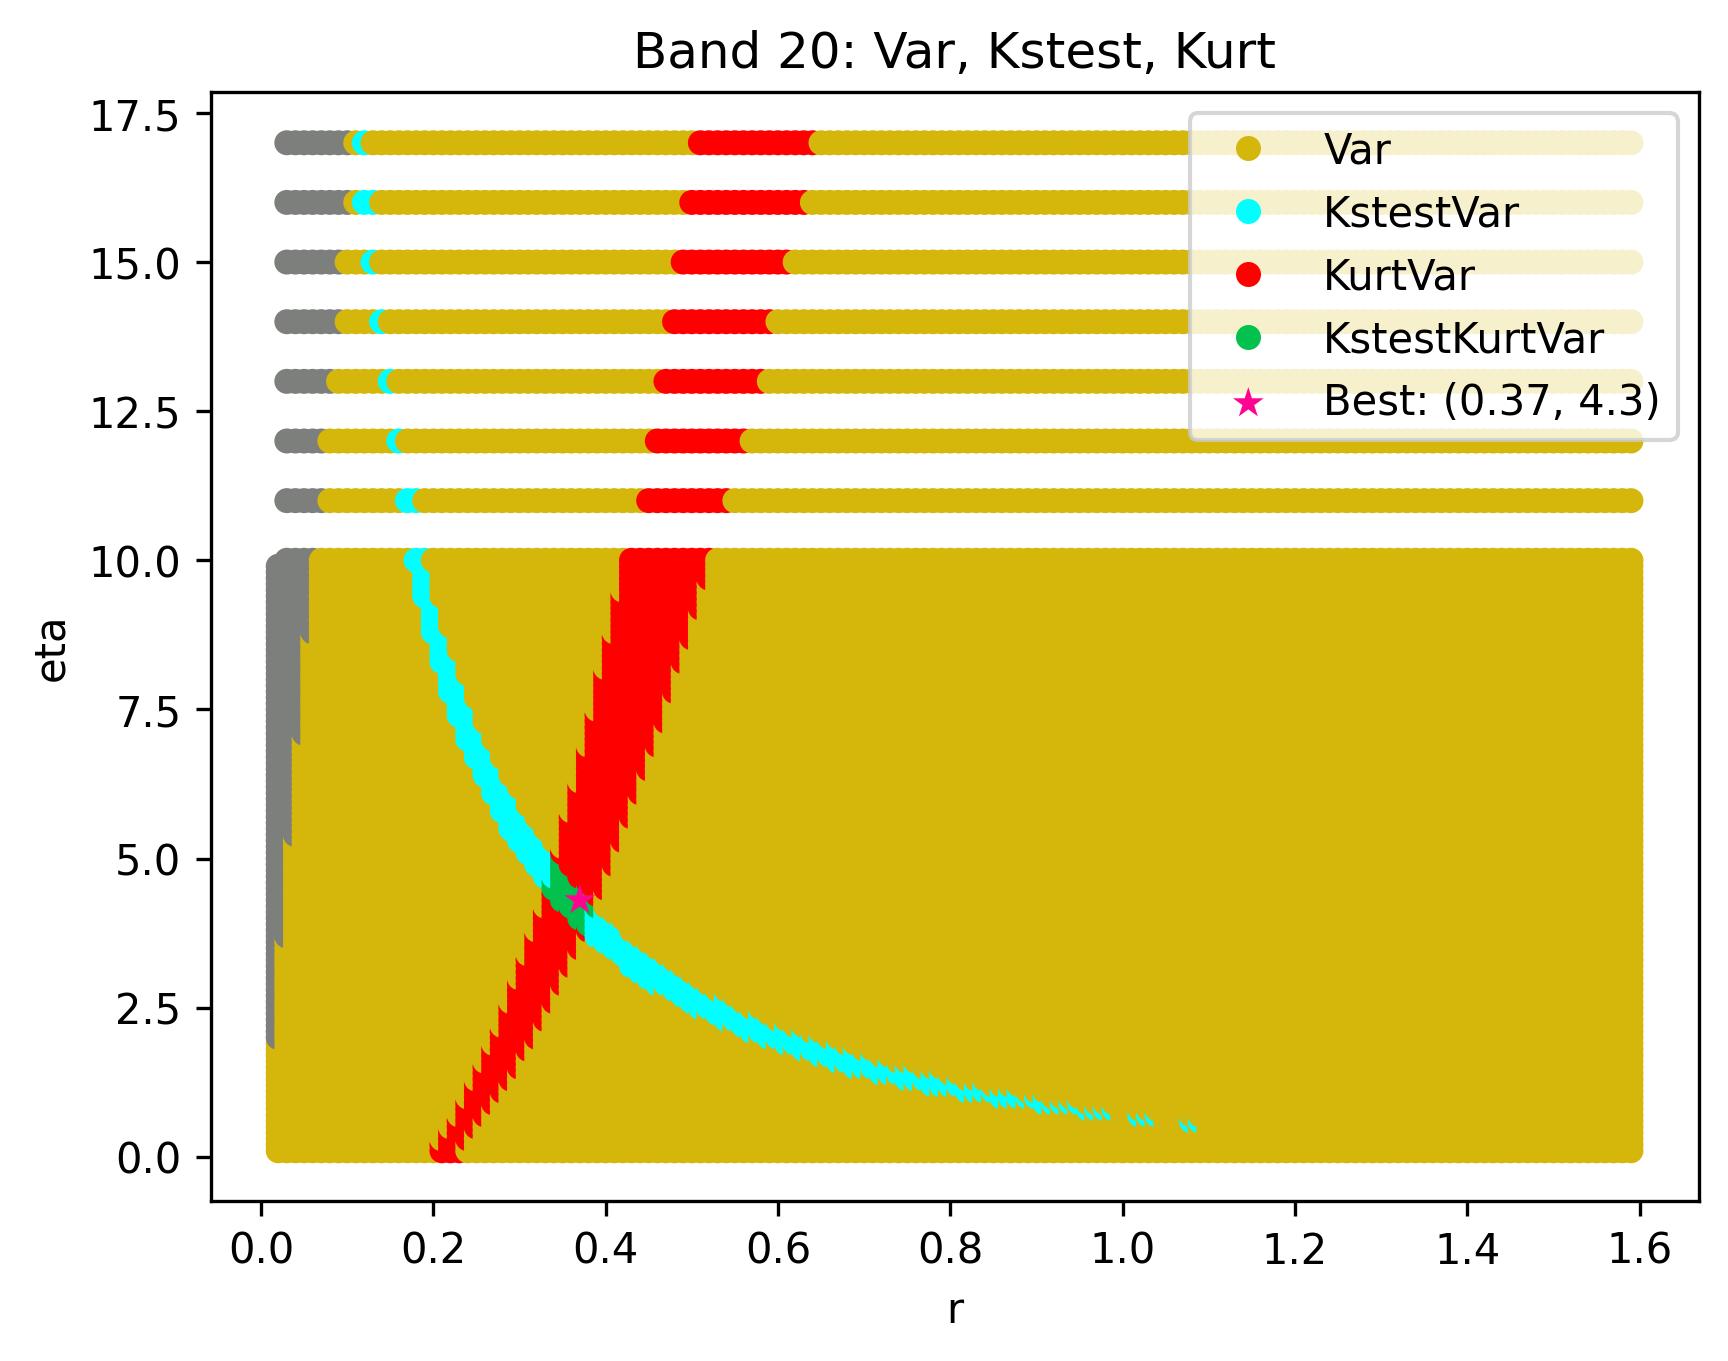 Band 20: Var, Kstest, Kurt
17.5
15.0
12.5
10.0
7.5
5.0
2.5
0.0
eta
Var
KstestVar
KurtVar
KstestKurtVar
Best: (0.37, 4.3)
0.0 0.2 0.4 0.6 0.8 1.0 1.2 1.4 1.6
r